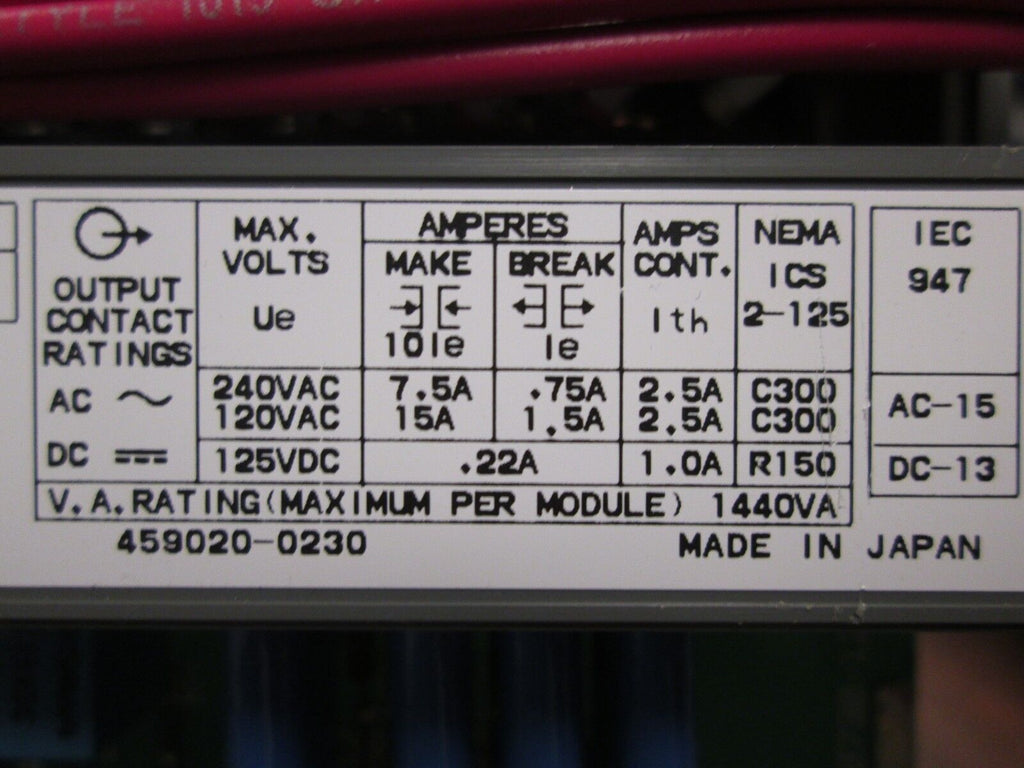 STYLE 1015
OUTPUT
CONTACT
RATINGS
MAX.
VOLTS
Ue
AMPERES
MAKE
10Ie
BREAK
Ie
AMPS
CONT.
Ith
NEMA
ICS
2-125
IEC
947
AC ~ 240VAC 7.5A .75A 2.5A C300
120VAC 15A 1.5A 2.5A C300
AC-15
DC 125VDC .22A 1.0A R150 DC-13
V.A.RATING(MAXIMUM PER MODULE) 1440VA
459020-0230 MADE IN JAPAN